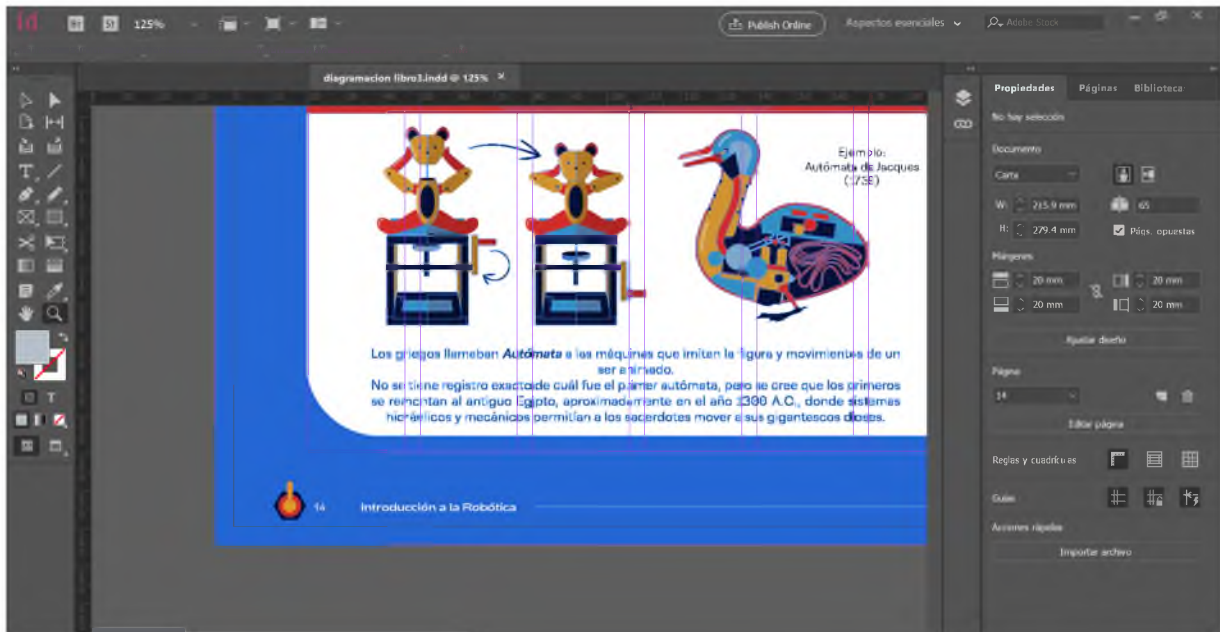 Id Br St 125% Publish Online Aspectos esenciales Adobe Stock
diagramacion libro3.indd @ 125% ×
Propiedades Páginas Biblioteca
No hay selección
Documento
Carta
W: 215.9 mm 65
H: 279.4 mm Págs. opuestas
Márgenes
20 mm 20 mm
20 mm 20 mm
Ajustar diseño
Página
14
Editar página
Reglas y cuadrículas
Guías
Acciones rápidas
Importar archivo
Ejemplo:
Autómata de Jacques
(1738)
Los griegos llamaban Autómata a las máquinas que imitan la figura y movimientos de un
ser animado.
No se tiene registro exacto de cuál fue el primer autómata, pero se cree que los primeros
se remontan al antiguo Egipto, aproximadamente en el año 1300 A.C., donde sistemas
hidráulicos y mecánicos permitían a los sacerdotes mover a sus gigantescos dioses.
14 Introducción a la Robótica